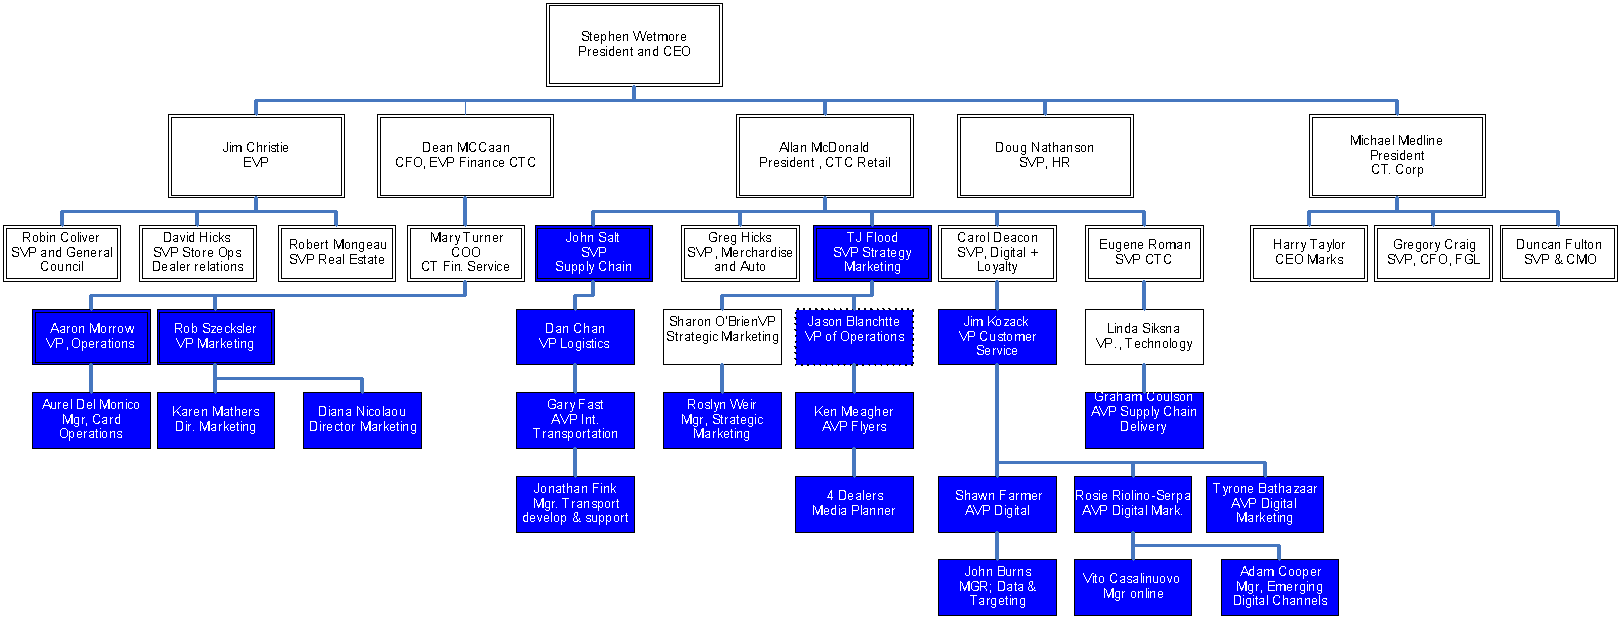 Stephen Wetmore
President and CEO
Jim Christie
EVP
Dean MCCaan
CFO, EVP Finance CTC
Allan McDonald
President , CTC Retail
Doug Nathanson
SVP, HR
Michael Medline
President
CT. Corp
Robin Coliver
SVP and General
Council
David Hicks
SVP Store Ops
Dealer relations
Robert Mongeau
SVP Real Estate
Mary Turner
COO
CT Fin. Service
John Salt
SVP
Supply Chain
Greg Hicks
SVP, Merchardise
and Auto
TJ Flood
SVP Strategy
Marketing
Carol Deacon
SVP, Digital +
Loyalty
Eugene Roman
SVP CTC
Harry Taylor
CEO Marks
Gregory Craig
SVP, CFO, FGL
Duncan Fulton
SVP & CMO
Aaron Morrow
VP, Operations
Rob Szecksler
VP Marketing
Dan Chan
VP Logistics
Sharon O'BrienVP
Strategic Marketing
Jason Blanchtte
VP of Operations
Jim Kozack
VP Customer
Service
Linda Siksna
VP., Technology
Aurel Del Monico
Mgr, Card
Operations
Karen Mathers
Dir. Marketing
Diana Nicolaou
Director Marketing
Gary Fast
AVP Int.
Transportation
Roslyn Weir
Mgr, Strategic
Marketing
Ken Meagher
AVP Flyers
Graham Coulson
AVP Supply Chain
Delivery
Jonathan Fink
Mgr. Transport
develop & support
4 Dealers
Media Planner
Shawn Farmer
AVP Digital
Rosie Riolino-Serpa
AVP Digital Mark.
Tyrone Bathazaar
AVP Digital
Marketing
John Burns
MGR; Data &
Targeting
Vito Casalinuovo
Mgr online
Adam Cooper
Mgr, Emerging
Digital Channels